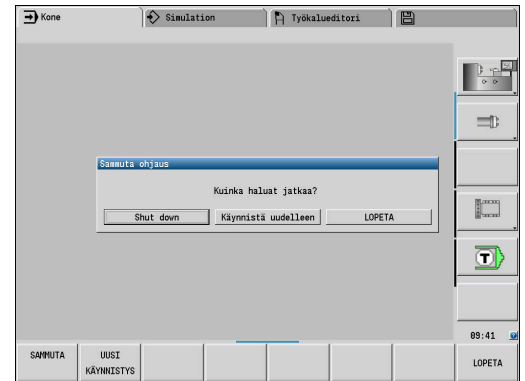 Kone
Simulation
Työkalueditori
Sammuta ohjaus
Kuinka haluat jatkaa?
Shut down
Käynnistä uudelleen
LOPETA
T
09:41
SAMMUTA
UUSI
KÄYNNISTYS
LOPETA